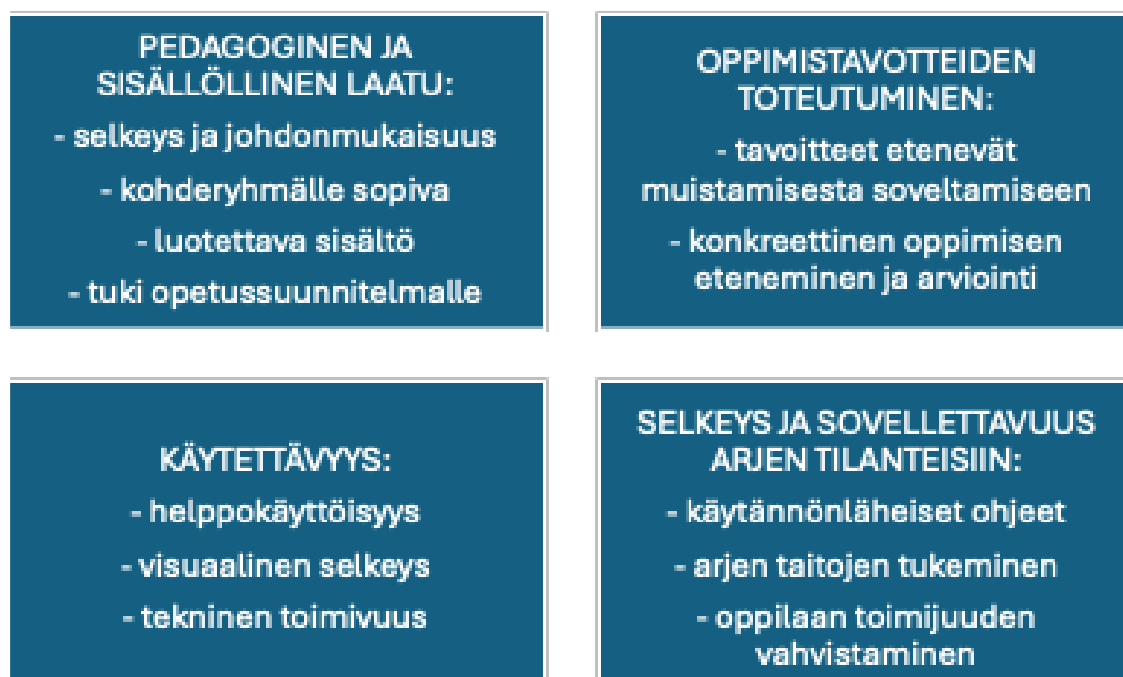 PEDAGOGINEN JA
SISÄLLÖLLINEN LAATU:
- selkeys ja johdonmukaisuus
- kohderyhmälle sopiva
- luotettava sisältö
- tuki opetussuunnitelmalle
OPPIMISTAVOTTEIDEN
TOTEUTUMINEN:
- tavoitteet etenevät
muistamisesta soveltamiseen
- konkreettinen oppimisen
eteneminen ja arviointi
KÄYTETTÄVYYS:
- helppokäyttöisyys
- visuaalinen selkeys
- tekninen toimivuus
SELKEYS JA SOVELLETTAVUUS
ARJEN TILANTEISIIN:
- käytännönläheiset ohjeet
- arjen taitojen tukeminen
- oppilaan toimijuuden
vahvistaminen